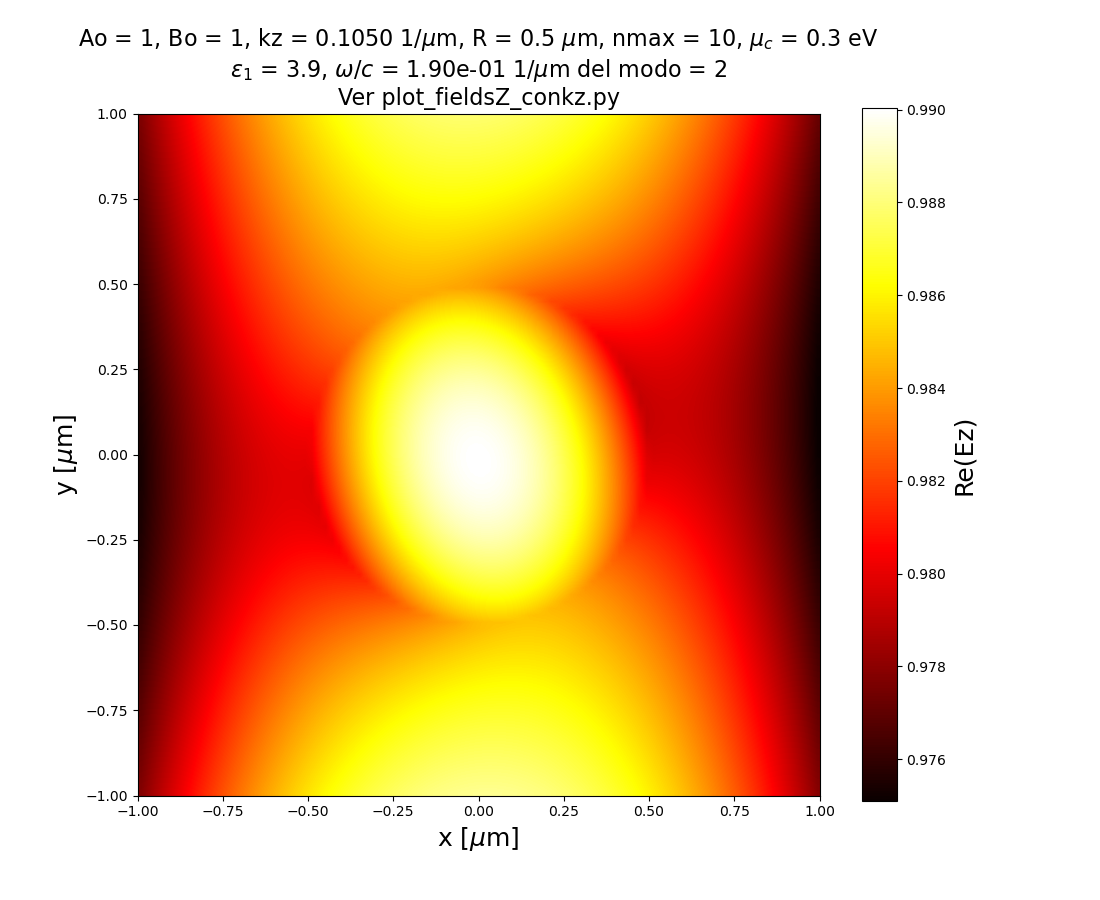 Ao = 1, Bo = 1, kz = 0.1050 1/μm, R = 0.5 μm, nmax = 10, μc = 0.3 eV
ε1 = 3.9, ω/c = 1.90e-01 1/μm del modo = 2
Ver plot_fieldsZ_conkz.py
1.00
0.75
0.50
0.25
0.00
−0.25
−0.50
−0.75
−1.00
y [μm]
−1.00 −0.75 −0.50 −0.25 0.00 0.25 0.50 0.75 1.00
x [μm]
0.990
0.988
0.986
0.984
0.982
0.980
0.978
0.976
Re(Ez)